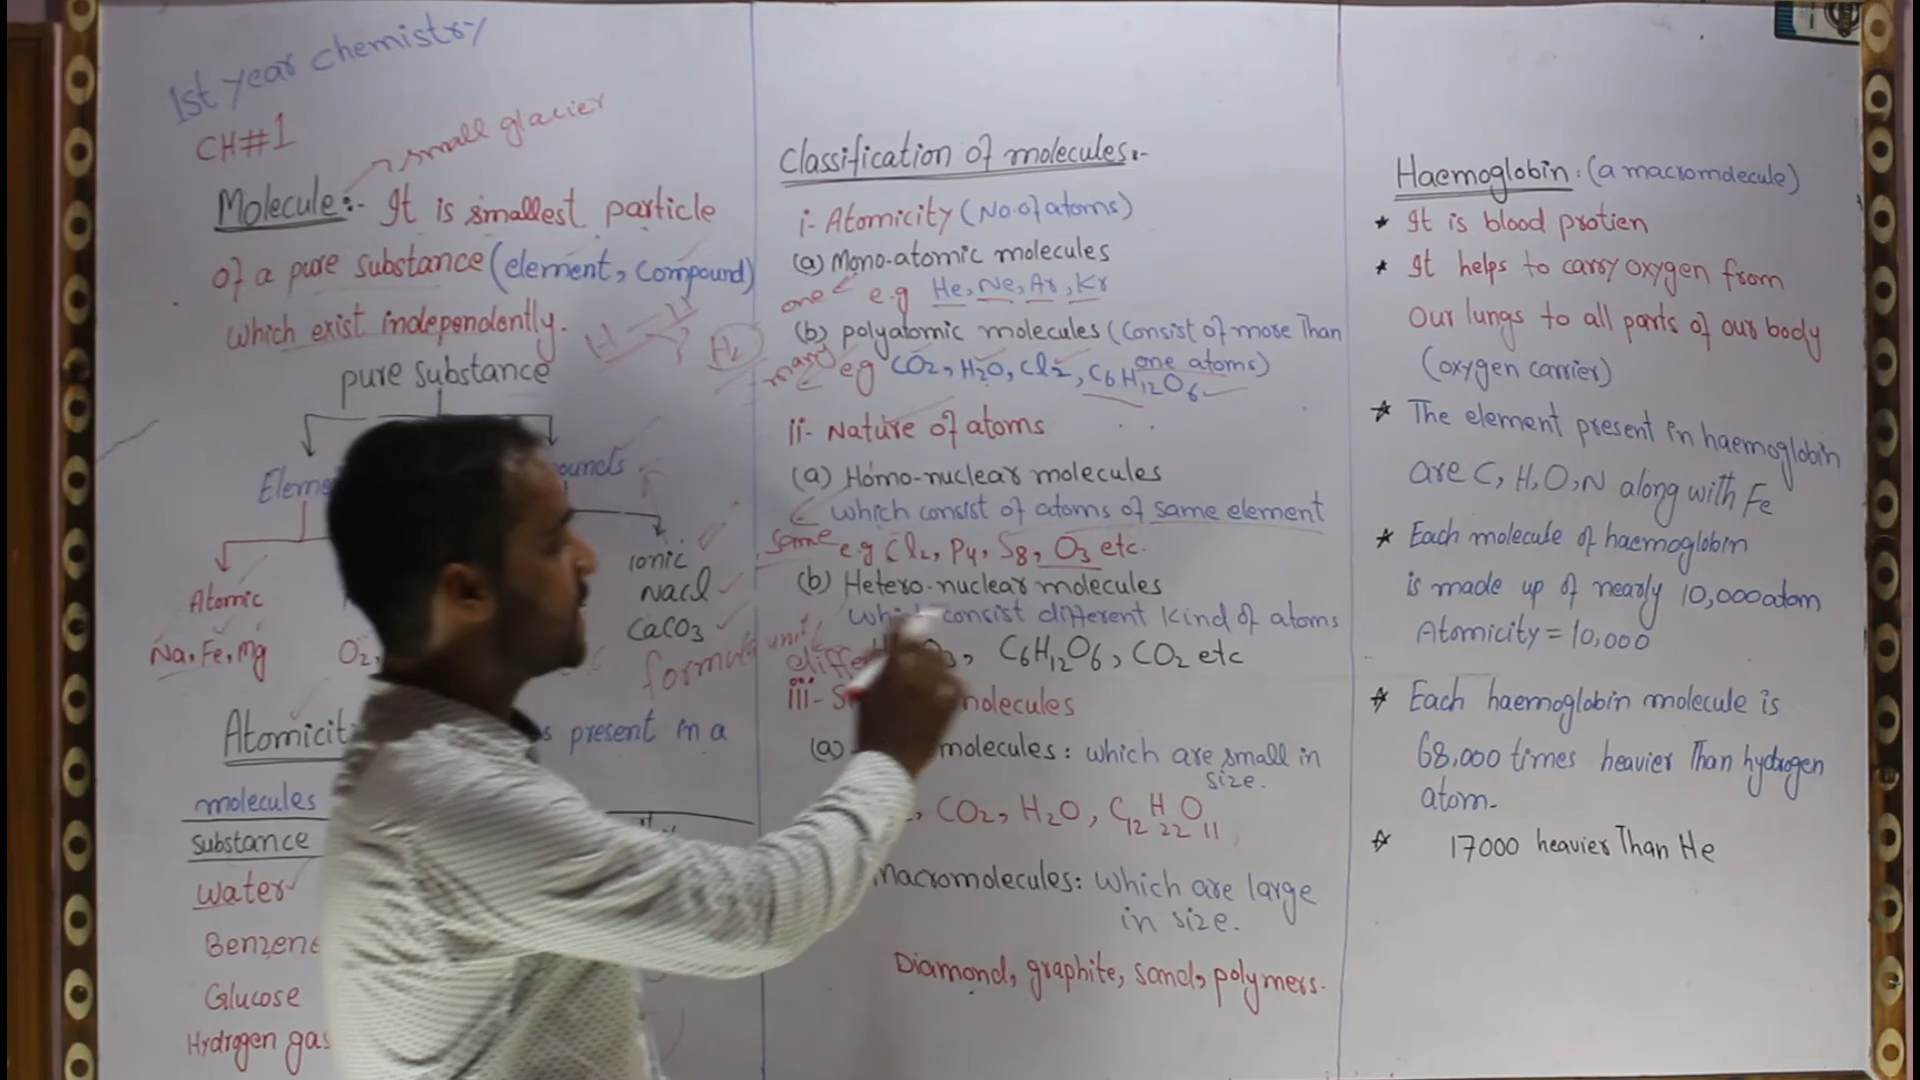 1st year chemistry
CH#1
small glacier
Molecule:- It is smallest particle
of a pure substance (element, compound)
which exist independently.
H2
pure substance
Atomic
Na, Fe, Mg
O2,
ionic
Nacl
CaCO3
formula unit
present in a
molecules
substance
Water
Benzene
Glucose
Hydrogen gas
Classification of molecules:-
i- Atomicity (No. of atoms)
(a) Mono-atomic molecules
one e.g He, Ne, Ar, Kr
(b) polyatomic molecules (Consist of more Than
one atoms)
many eg CO2, H2O, Cl2, C6H12O6
ii- Nature of atoms
(a) Homo-nuclear molecules
which consist of atoms of same element
Same e.g Cl2, P4, S8, O3 etc.
(b) Hetero-nuclear molecules
consist different kind of atoms
C6H12O6, CO2 etc
iii- molecules
(a) molecules: which are small in
size.
, CO2, H2O, C12H22O11
macromolecules: which are large
in size.
Diamond, graphite, sand, polymers.
Haemoglobin: (a macromolecule)
* It is blood protien
* It helps to carry oxygen from
our lungs to all parts of our body
(oxygen carrier)
* The element present in haemoglobin
are C, H, O, N along with Fe
* Each molecule of haemoglobin
is made up of nearly 10,000 atom
Atomicity = 10,000
* Each haemoglobin molecule is
68,000 times heavier Than hydrogen
atom.
* 17000 heavier Than He